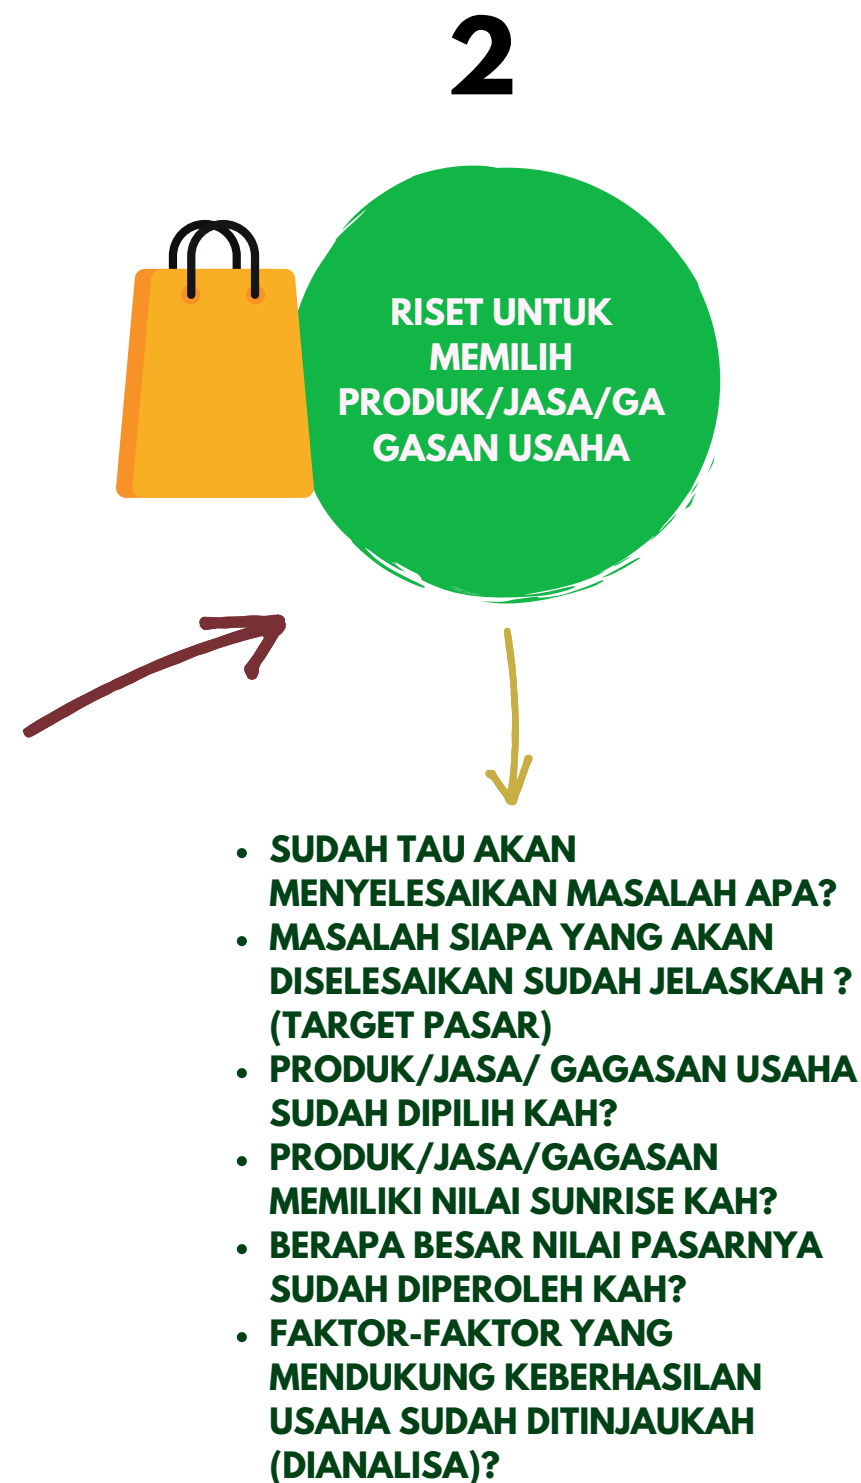 2
RISET UNTUK
MEMILIH
PRODUK/JASA/GA
GASAN USAHA
• SUDAH TAU AKAN
MENYELESAIKAN MASALAH APA?
• MASALAH SIAPA YANG AKAN
DISELESAIKAN SUDAH JELASKAH ?
(TARGET PASAR)
• PRODUK/JASA/ GAGASAN USAHA
SUDAH DIPILIH KAH?
• PRODUK/JASA/GAGASAN
MEMILIKI NILAI SUNRISE KAH?
• BERAPA BESAR NILAI PASARNYA
SUDAH DIPEROLEH KAH?
• FAKTOR-FAKTOR YANG
MENDUKUNG KEBERHASILAN
USAHA SUDAH DITINJAUKAH
(DIANALISA)?